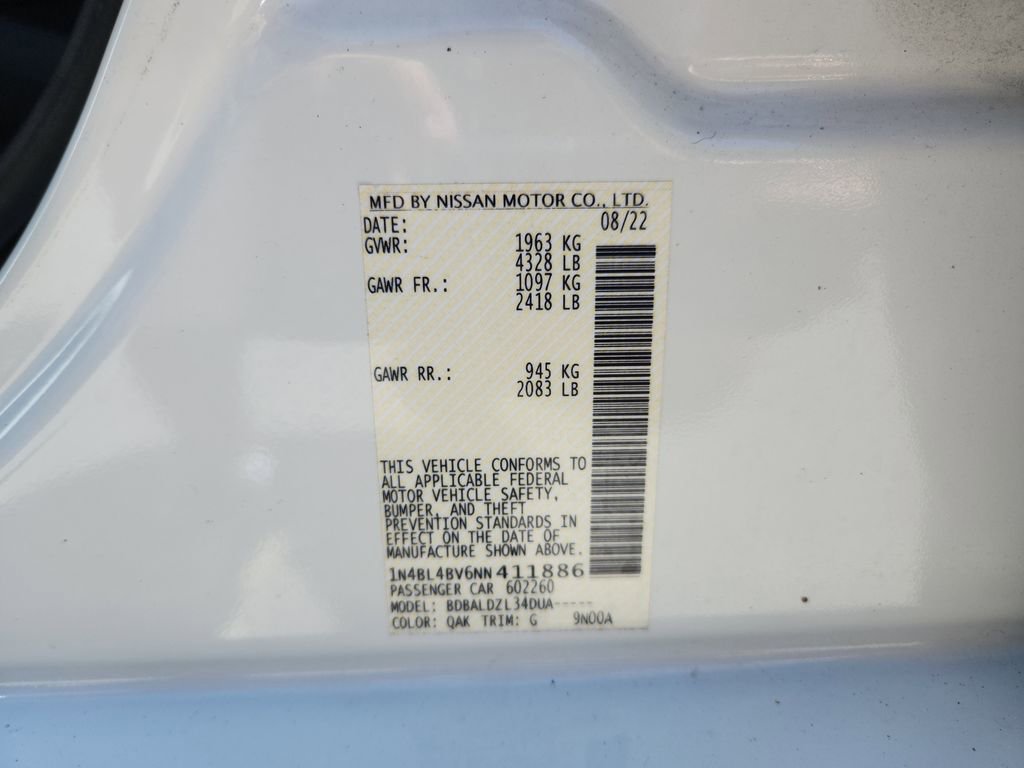 MFD BY NISSAN MOTOR CO., LTD.
DATE: 08/22
GVWR: 1963 KG
4328 LB
GAWR FR.: 1097 KG
2418 LB
GAWR RR.: 945 KG
2083 LB
THIS VEHICLE CONFORMS TO
ALL APPLICABLE FEDERAL
MOTOR VEHICLE SAFETY,
BUMPER, AND THEFT
PREVENTION STANDARDS IN
EFFECT ON THE DATE OF
MANUFACTURE SHOWN ABOVE.
1N4BL4BV6NN411886
PASSENGER CAR 602260
MODEL: BDBALDZL34DUA-----
COLOR: QAK TRIM: G 9N00A